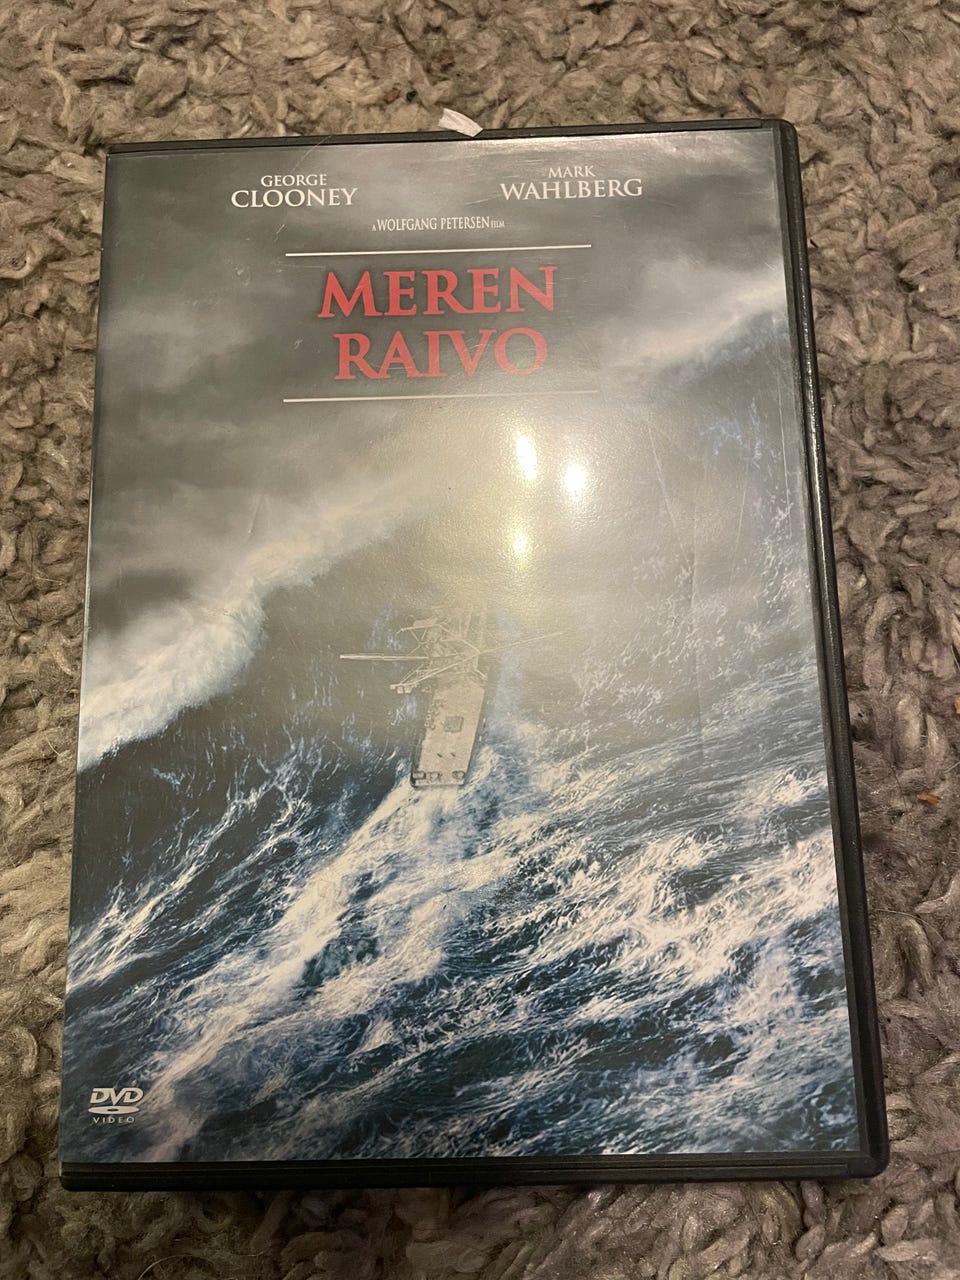 GEORGE
CLOONEY
MARK
WAHLBERG
A WOLFGANG PETERSEN FILM
MEREN
RAIVO
DVD
VIDEO